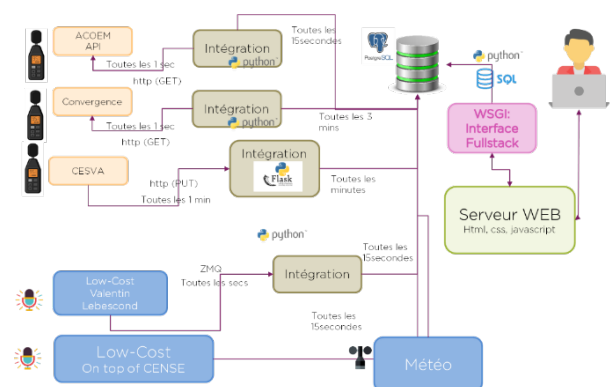 ACOEM
API
Toutes les 1 sec
http (GET)
Intégration
python
Toutes les
15secondes
PostgreSQL
python
SQL
Convergence
Toutes les 1 sec
http (GET)
Intégration
python
Toutes les 3
mins
WSGI:
Interface
Fullstack
CESVA
http (PUT)
Toutes les 1 min
Intégration
Flask
Toutes les
minutes
Serveur WEB
Html, css, javascript
python
Low-Cost
Valentin
Lebescond
ZMQ
Toutes les secs
Intégration
Toutes les
15secondes
Low-Cost
On top of CENSE
Toutes les
15secondes
Météo